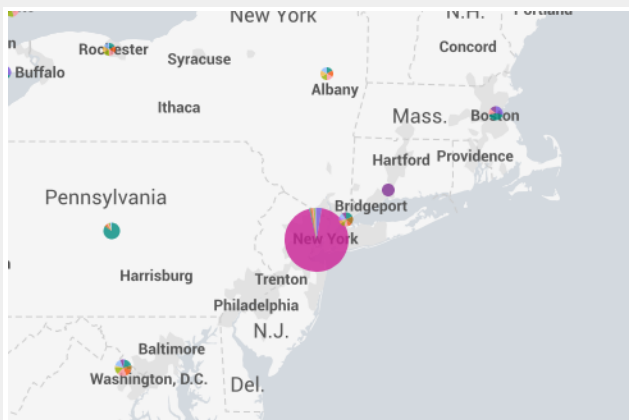 New York
N.H.
Portland
Concord
Rochester
Syracuse
Buffalo
Albany
Ithaca
Mass.
Boston
Hartford
Providence
Pennsylvania
Bridgeport
New York
Harrisburg
Trenton
Philadelphia
N.J.
Baltimore
Washington, D.C.
Del.